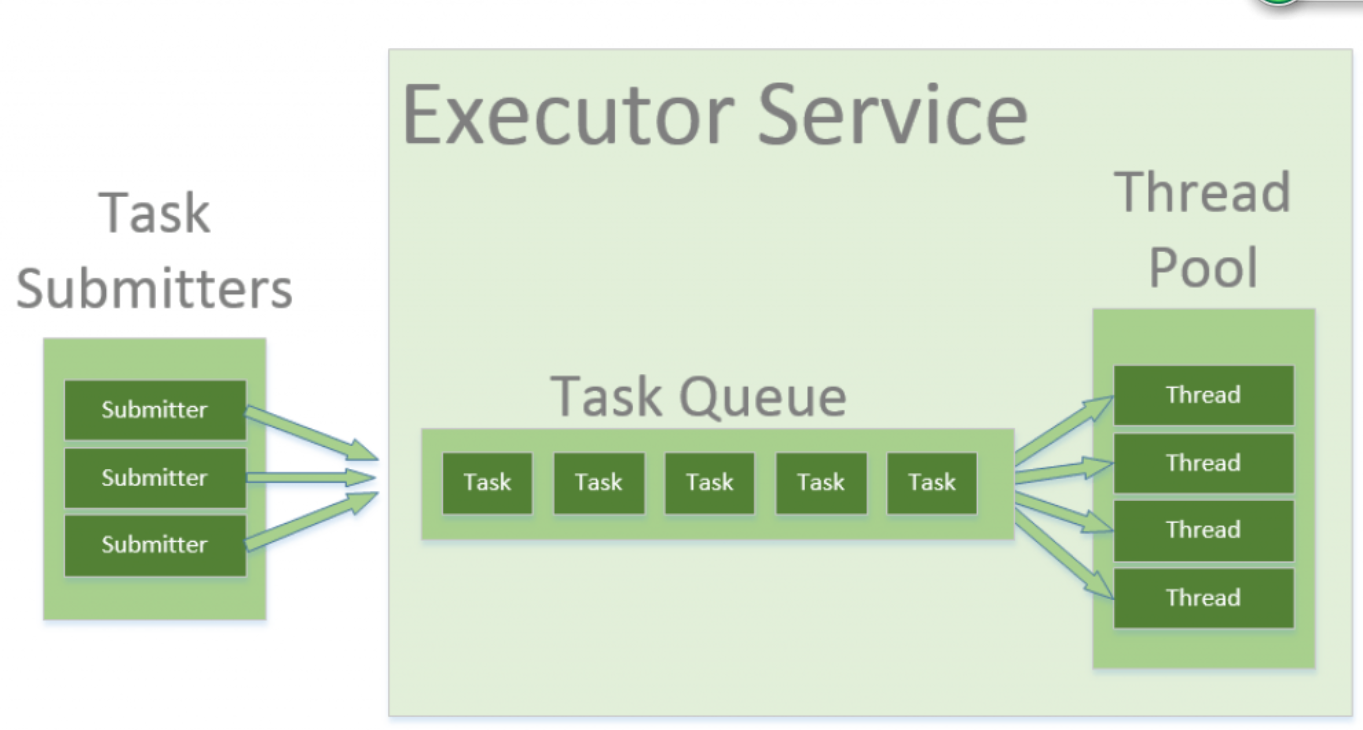 Executor Service
Task
Submitters
Submitter
Submitter
Submitter
Task Queue
Task Task Task Task Task
Thread
Pool
Thread
Thread
Thread
Thread